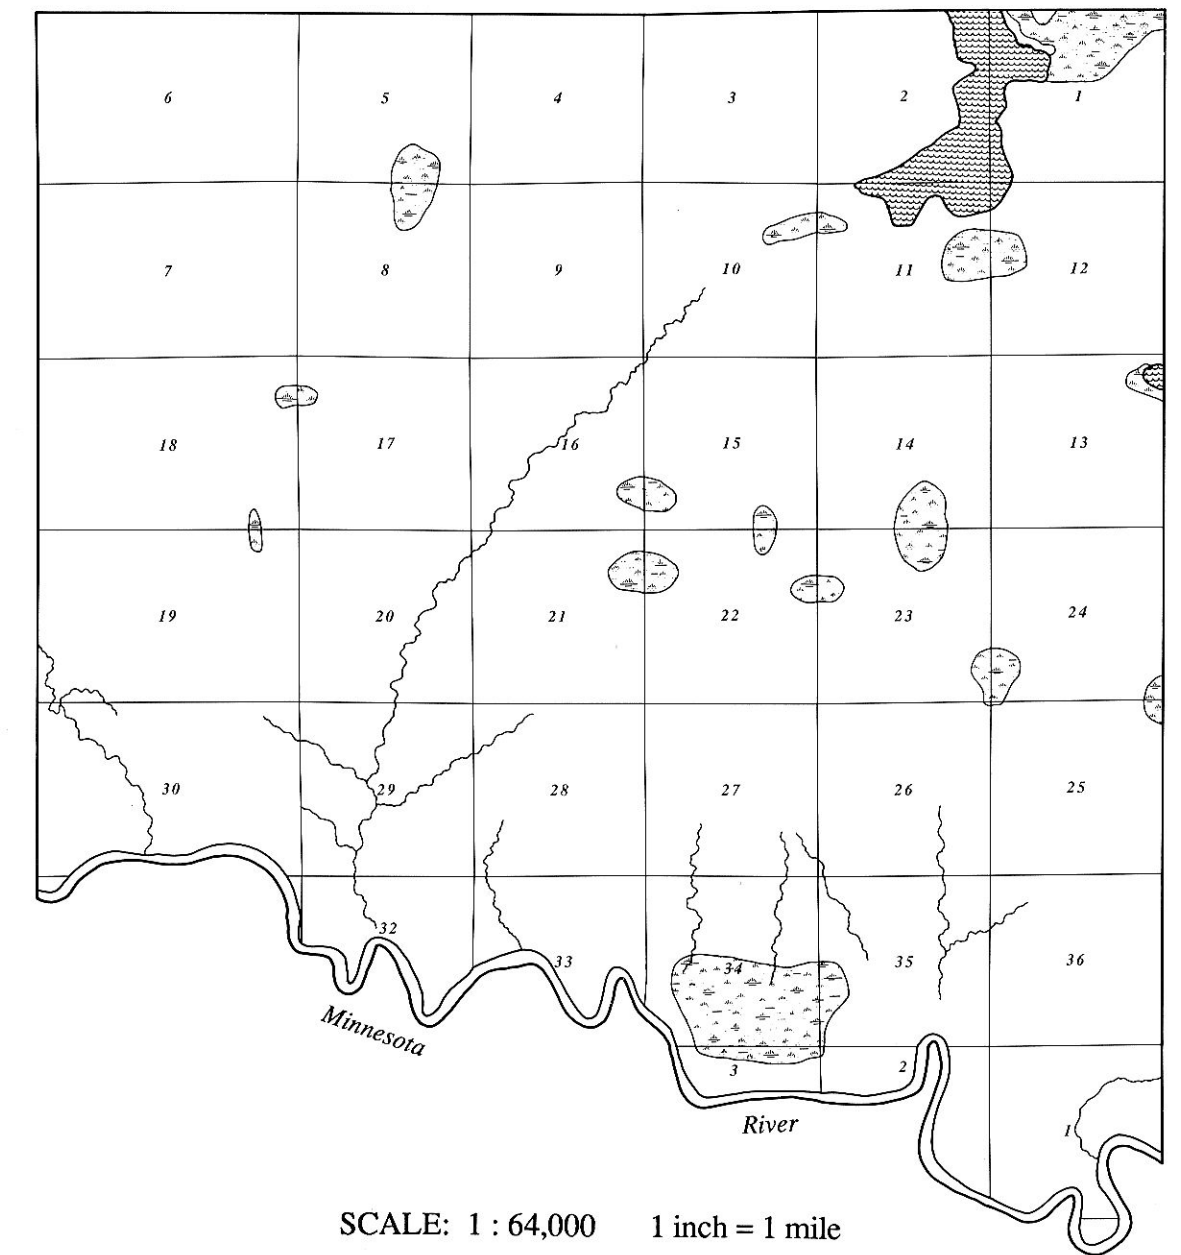 6 5 4 3 2 1
7 8 9 10 11 12
18 17 16 15 14 13
19 20 21 22 23 24
30 29 28 27 26 25
32 33 34 35 36
Minnesota
3 2
River
1
SCALE: 1 : 64,000 1 inch = 1 mile